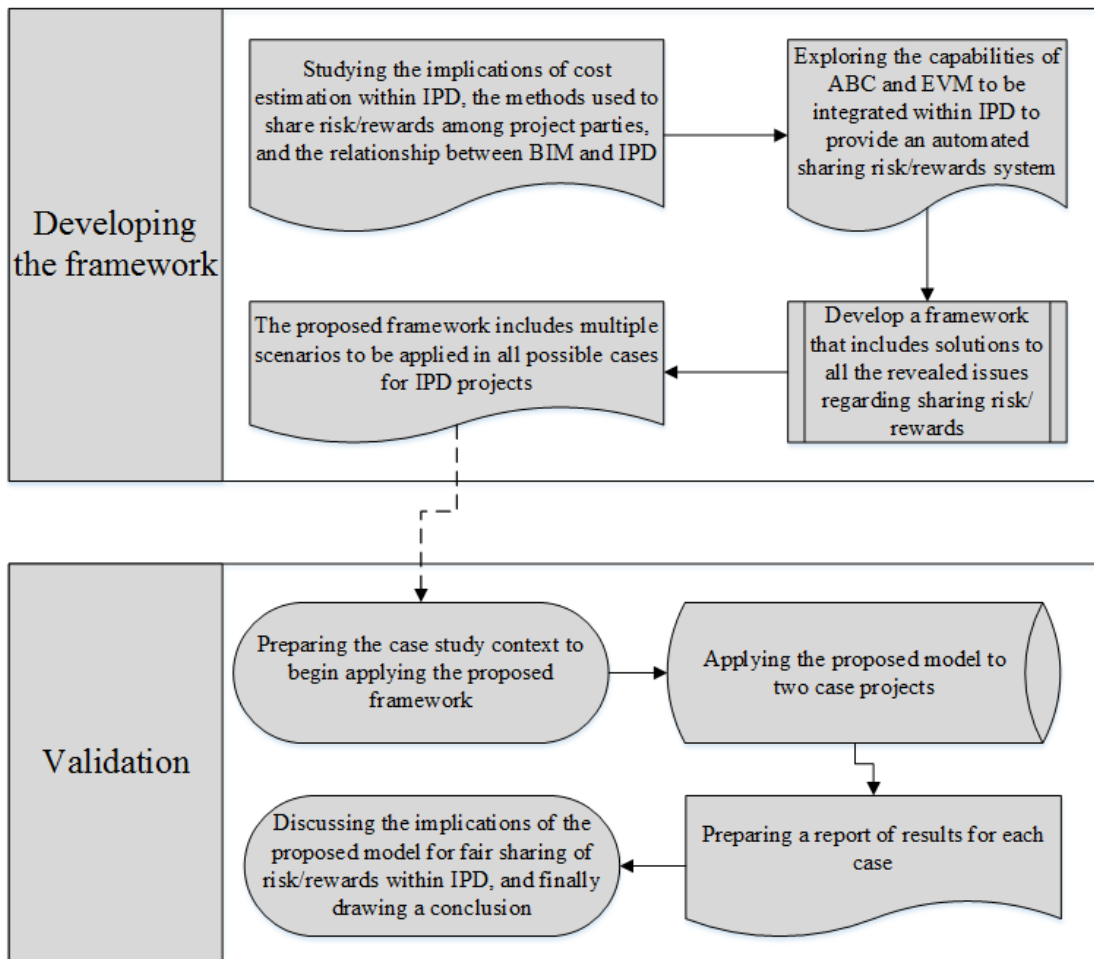 Developing
the framework
Studying the implications of cost
estimation within IPD, the methods used to
share risk/rewards among project parties,
and the relationship between BIM and IPD
Exploring the capabilities of
ABC and EVM to be
integrated within IPD to
provide an automated
sharing risk/rewards system
Develop a framework
that includes solutions to
all the revealed issues
regarding sharing risk/
rewards
The proposed framework includes multiple
scenarios to be applied in all possible cases
for IPD projects
Validation
Preparing the case study context to
begin applying the proposed
framework
Applying the proposed model to
two case projects
Preparing a report of results for each
case
Discussing the implications of the
proposed model for fair sharing of
risk/rewards within IPD, and finally
drawing a conclusion